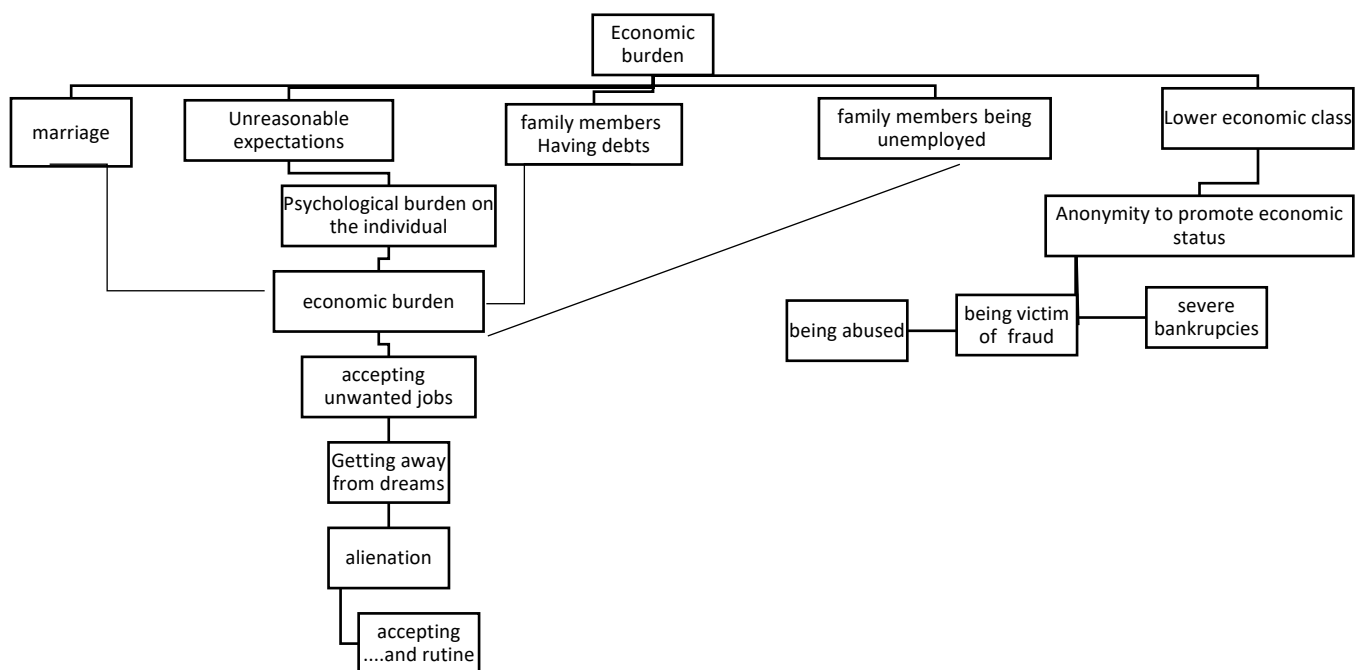 Economic
burden
marriage
Unreasonable
expectations
family members
Having debts
family members being
unemployed
Lower economic class
Psychological burden on
the individual
Anonymity to promote economic
status
economic burden
being abused
being victim
of fraud
severe
bankrupcies
accepting
unwanted jobs
Getting away
from dreams
alienation
accepting
....and rutine